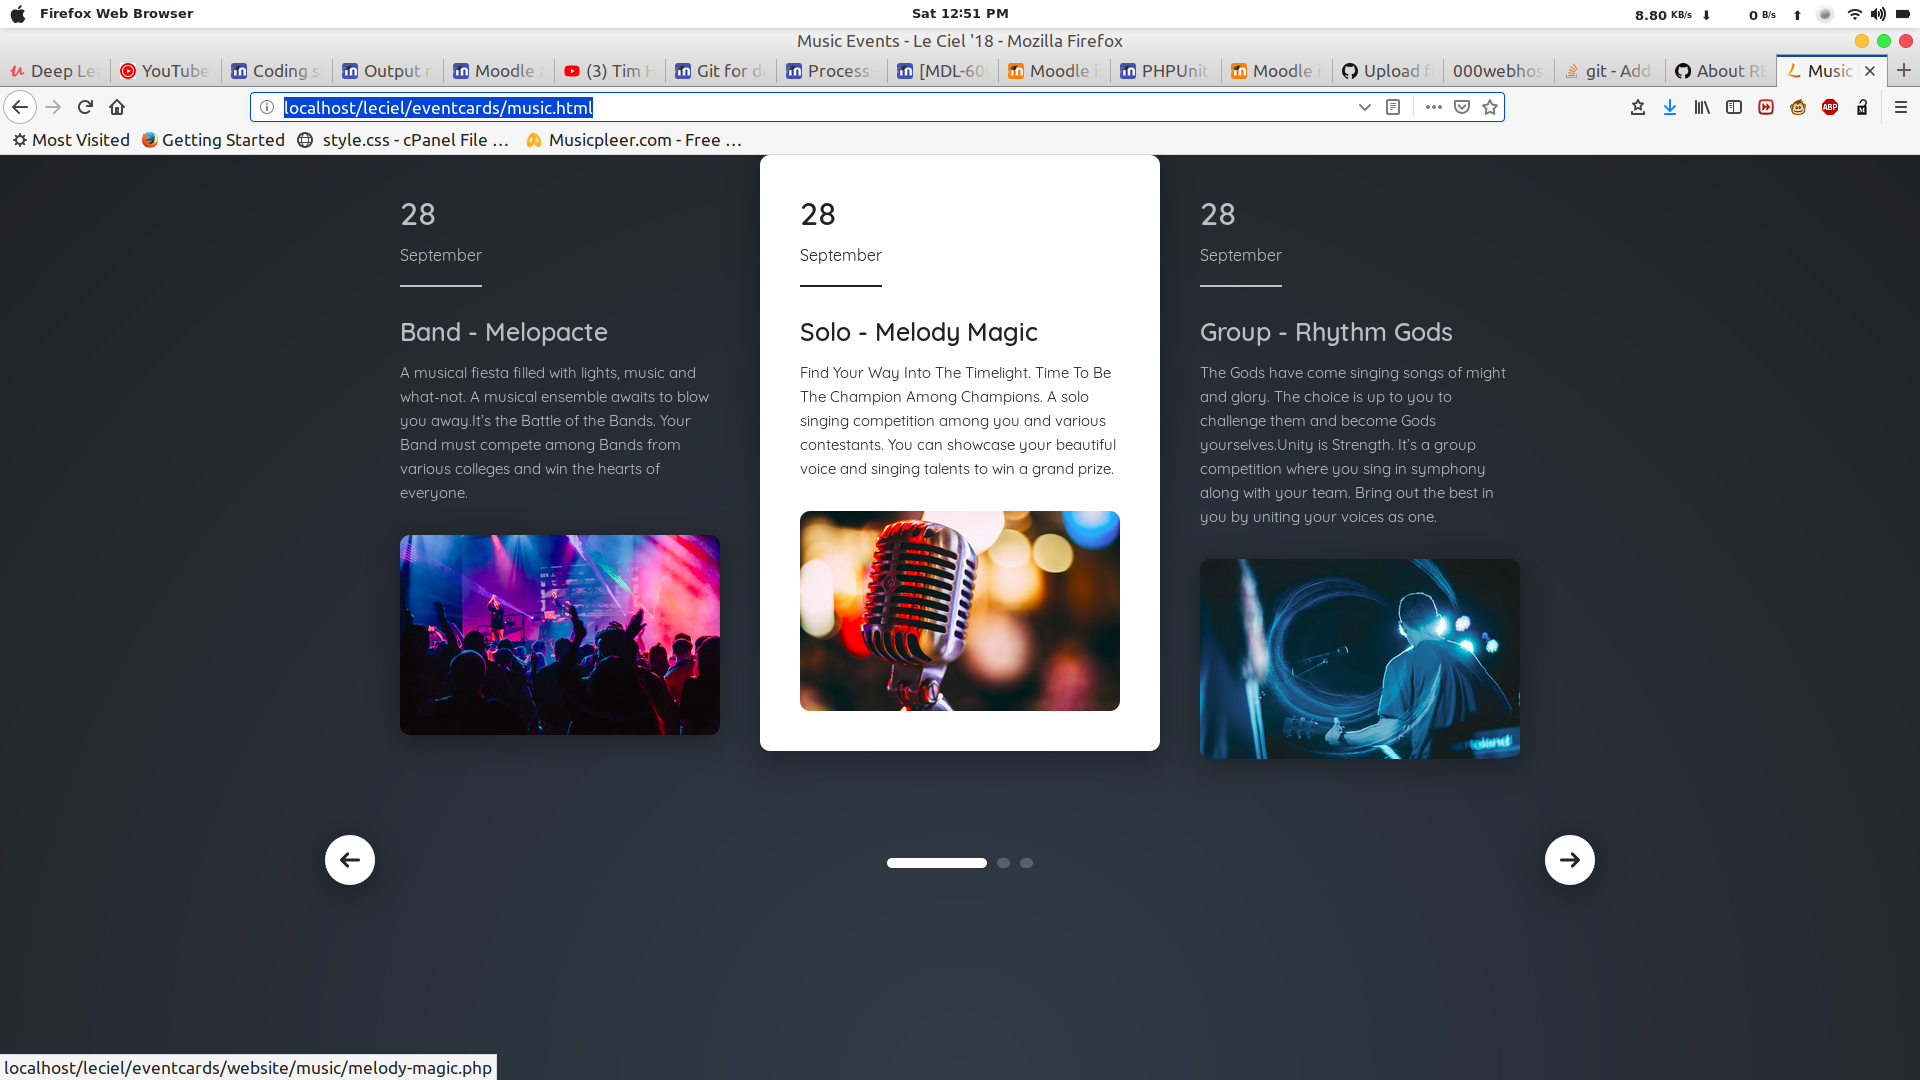 Firefox Web Browser
Sat 12:51 PM
8.80 KB/s
0 B/s
Music Events - Le Ciel '18 - Mozilla Firefox
Deep Le
YouTube
Coding s
Output r
Moodle
(3) Tim H
Git for d
Process
[MDL-60
Moodle i
PHPUnit
Moodle i
Upload f
000webhos
git - Add
About RE
Music
localhost/leciel/eventcards/music.html
ABP
Most Visited
Getting Started
style.css - cPanel File ...
Musicpleer.com - Free ...
28
September
Band - Melopacte
A musical fiesta filled with lights, music and
what-not. A musical ensemble awaits to blow
you away.It's the Battle of the Bands. Your
Band must compete among Bands from
various colleges and win the hearts of
everyone.
28
September
Solo - Melody Magic
Find Your Way Into The Timelight. Time To Be
The Champion Among Champions. A solo
singing competition among you and various
contestants. You can showcase your beautiful
voice and singing talents to win a grand prize.
28
September
Group - Rhythm Gods
The Gods have come singing songs of might
and glory. The choice is up to you to
challenge them and become Gods
yourselves.Unity is Strength. It's a group
competition where you sing in symphony
along with your team. Bring out the best in
you by uniting your voices as one.
Roland
localhost/leciel/eventcards/website/music/melody-magic.php